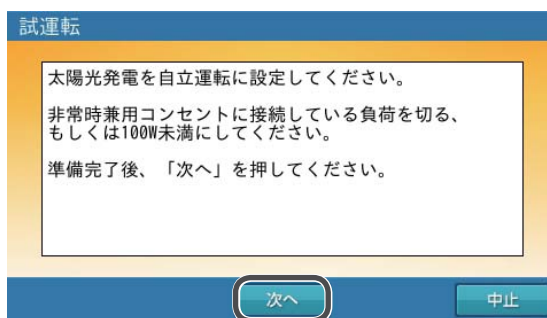 試運転
太陽光発電を自立運転に設定してください。
非常時兼用コンセントに接続している負荷を切る、
もしくは100W未満にしてください。
準備完了後、「次へ」を押してください。
次へ
中止